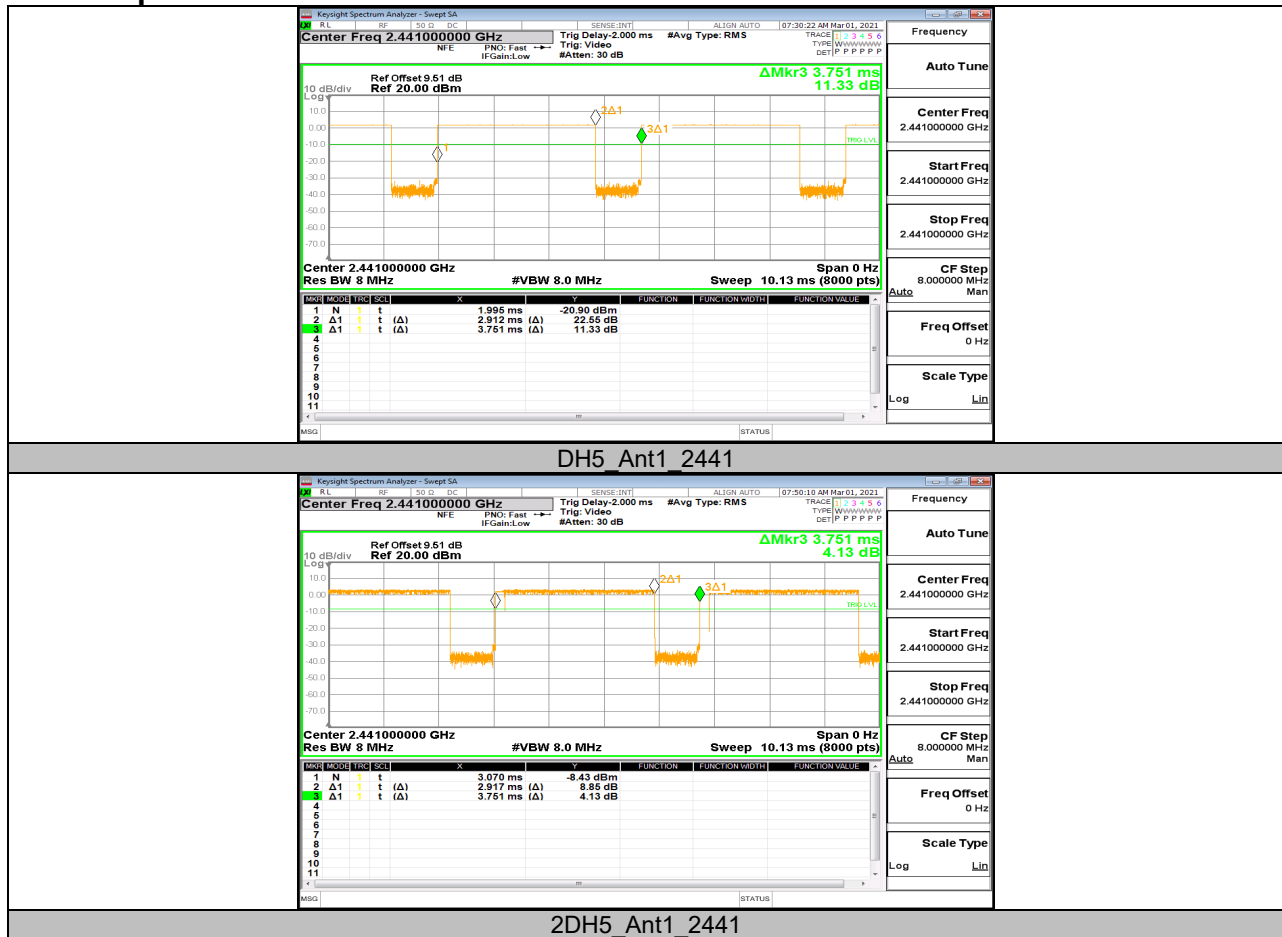 Keysight Spectrum Analyzer - Swept SA
LXI RL RF 50 Ω DC SENSE:INT ALIGN AUTO 07:30:22 AM Mar 01, 2021
Center Freq 2.441000000 GHz Trig Delay-2.000 ms #Avg Type: RMS TRACE 1 2 3 4 5 6
NFE PNO: Fast Trig: Video TYPE WWWWWW
IFGain:Low #Atten: 30 dB DET P P P P P P
Frequency
Auto Tune
Center Freq
2.441000000 GHz
Start Freq
2.441000000 GHz
Stop Freq
2.441000000 GHz
CF Step
8.000000 MHz
Auto Man
Freq Offset
0 Hz
Scale Type
Log Lin
ΔMkr3 3.751 ms
11.33 dB
Ref Offset 9.51 dB
10 dB/div Ref 20.00 dBm
Log
10.0
0.00
-10.0
-20.0
-30.0
-40.0
-50.0
-60.0
-70.0
1
2Δ1
3Δ1
TRIG LVL
Center 2.441000000 GHz Span 0 Hz
Res BW 8 MHz #VBW 8.0 MHz Sweep 10.13 ms (8000 pts)
MKR MODE TRC SCL X Y FUNCTION FUNCTION WIDTH FUNCTION VALUE
1 N 1 t 1.995 ms -20.90 dBm
2 Δ1 1 t (Δ) 2.912 ms (Δ) 22.55 dB
3 Δ1 1 t (Δ) 3.751 ms (Δ) 11.33 dB
4
5
6
7
8
9
10
11
MSG STATUS
DH5_Ant1_2441
Keysight Spectrum Analyzer - Swept SA
LXI RL RF 50 Ω DC SENSE:INT ALIGN AUTO 07:50:10 AM Mar 01, 2021
Center Freq 2.441000000 GHz Trig Delay-2.000 ms #Avg Type: RMS TRACE 1 2 3 4 5 6
NFE PNO: Fast Trig: Video TYPE WWWWWW
IFGain:Low #Atten: 30 dB DET P P P P P P
Frequency
Auto Tune
Center Freq
2.441000000 GHz
Start Freq
2.441000000 GHz
Stop Freq
2.441000000 GHz
CF Step
8.000000 MHz
Auto Man
Freq Offset
0 Hz
Scale Type
Log Lin
ΔMkr3 3.751 ms
4.13 dB
Ref Offset 9.51 dB
10 dB/div Ref 20.00 dBm
Log
10.0
0.00
-10.0
-20.0
-30.0
-40.0
-50.0
-60.0
-70.0
2Δ1
3Δ1
TRIG LVL
Center 2.441000000 GHz Span 0 Hz
Res BW 8 MHz #VBW 8.0 MHz Sweep 10.13 ms (8000 pts)
MKR MODE TRC SCL X Y FUNCTION FUNCTION WIDTH FUNCTION VALUE
1 N 1 t 3.070 ms -8.43 dBm
2 Δ1 1 t (Δ) 2.917 ms (Δ) 8.85 dB
3 Δ1 1 t (Δ) 3.751 ms (Δ) 4.13 dB
4
5
6
7
8
9
10
11
MSG STATUS
2DH5_Ant1_2441